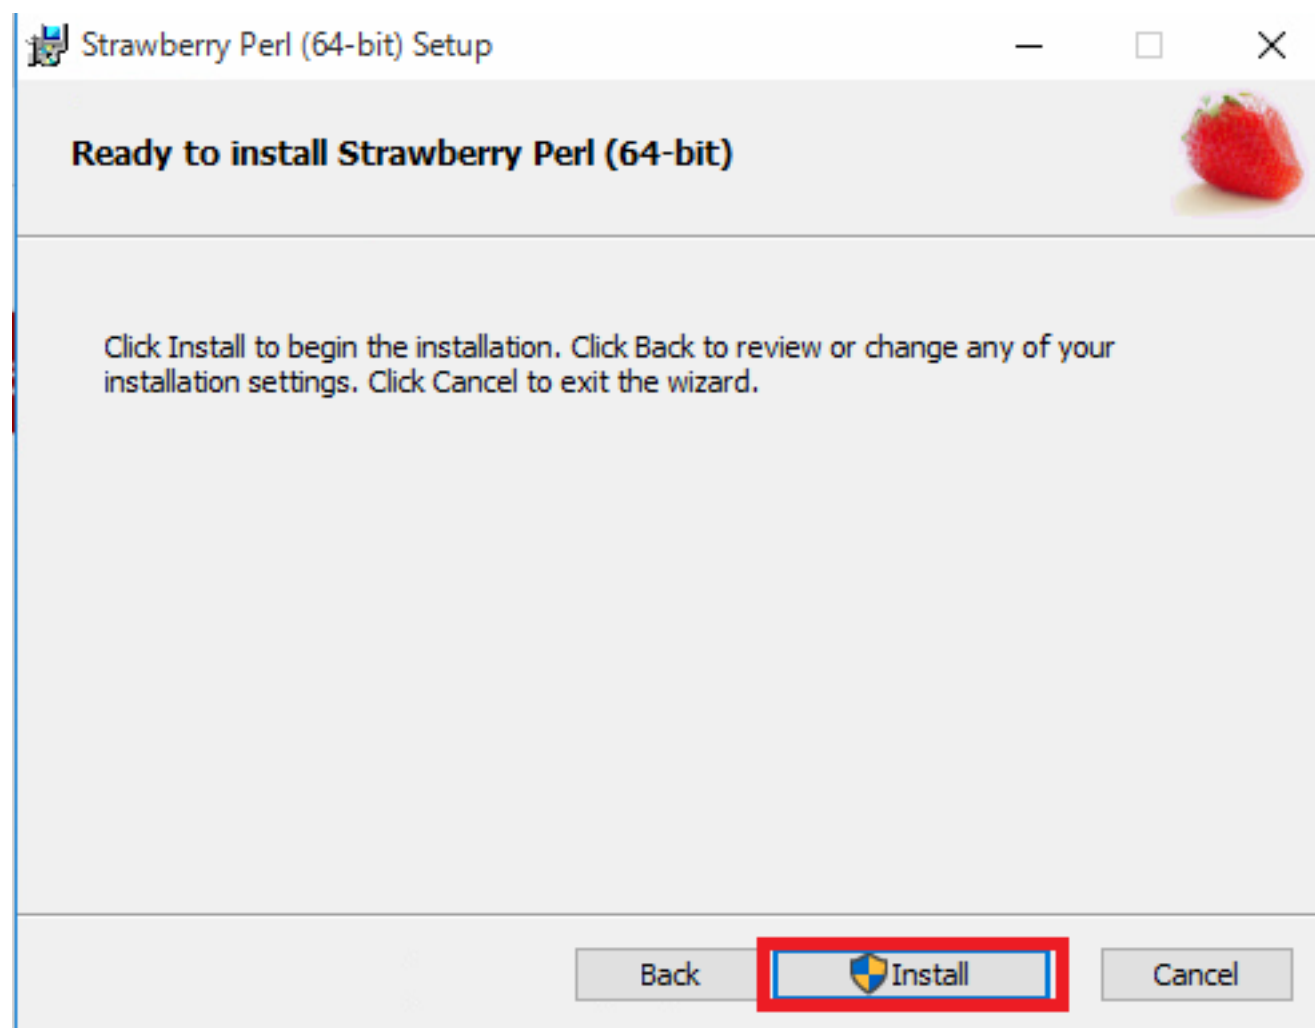 Strawberry Perl (64-bit) Setup
Ready to install Strawberry Perl (64-bit)
Click Install to begin the installation. Click Back to review or change any of your
installation settings. Click Cancel to exit the wizard.
Back Install Cancel